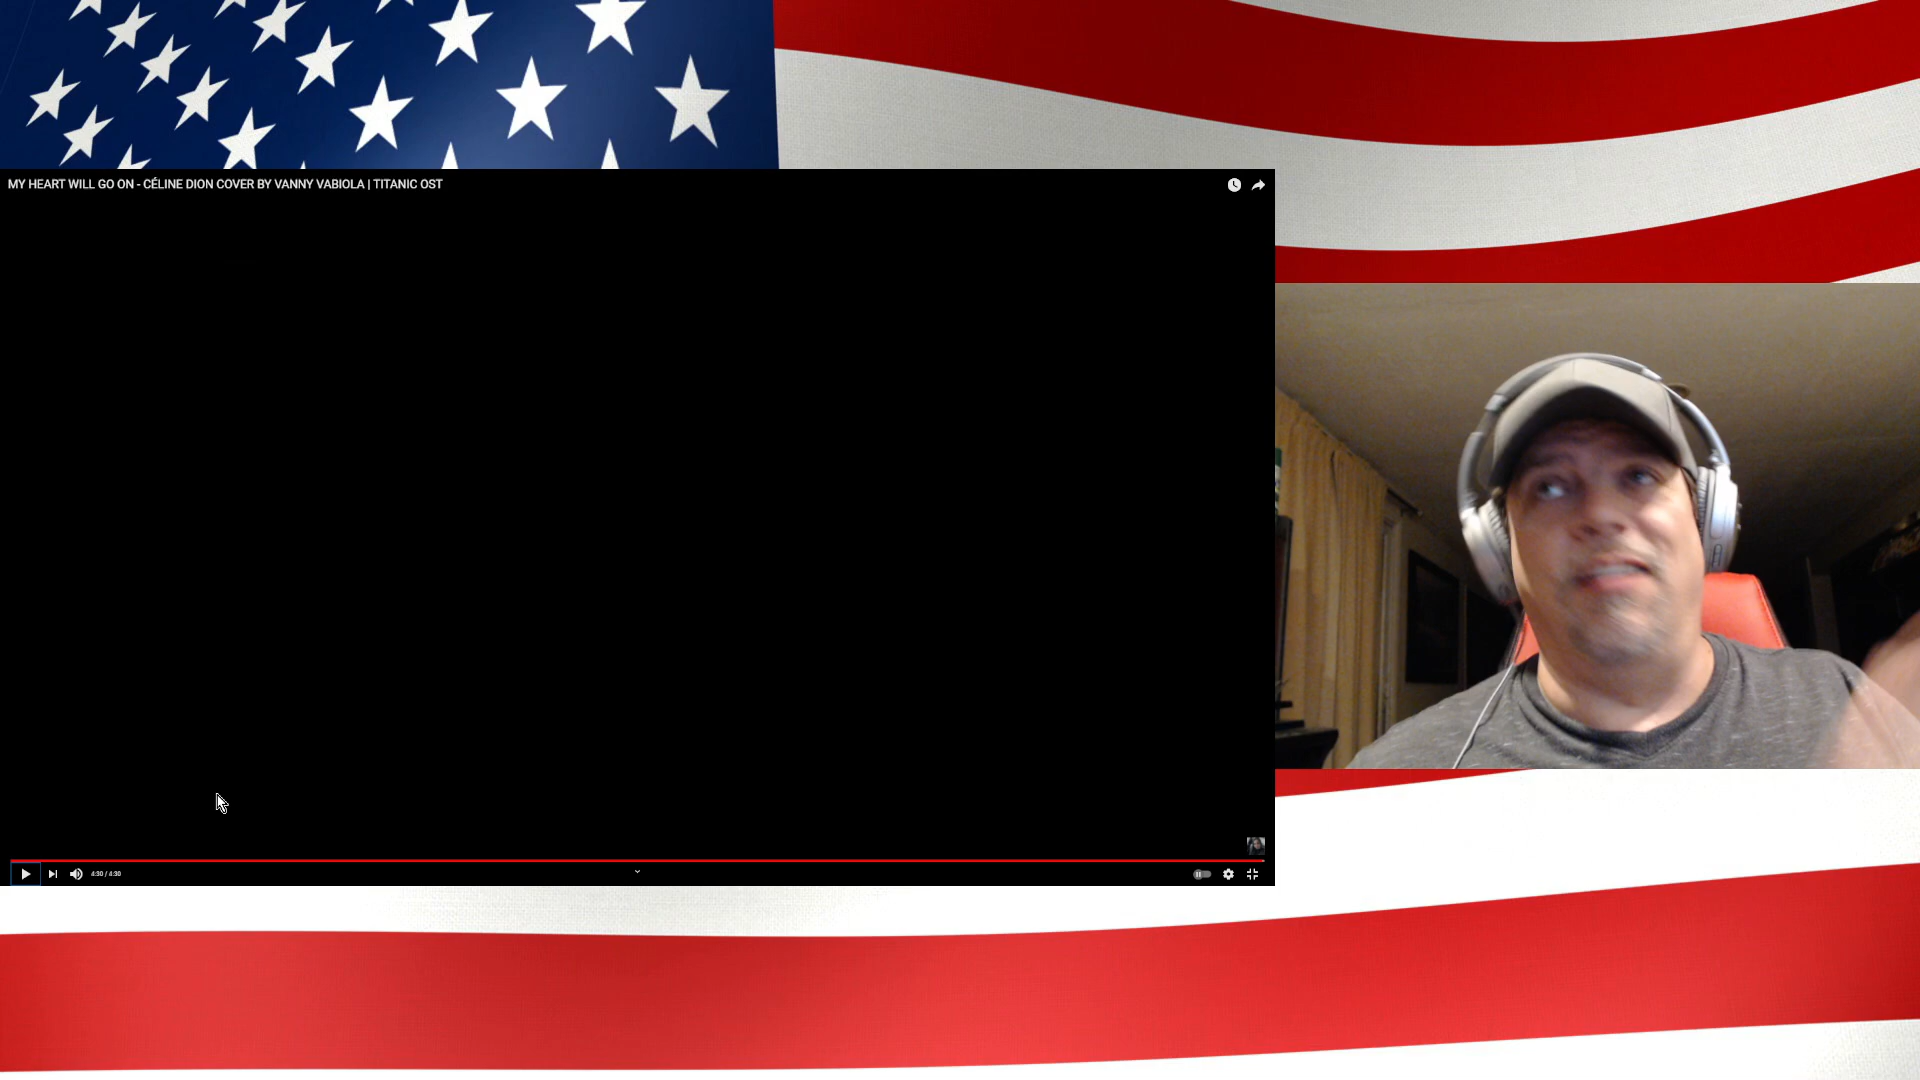 MY HEART WILL GO ON - CÉLINE DION COVER BY VANNY VABIOLA | TITANIC OST
4:30 / 4:30